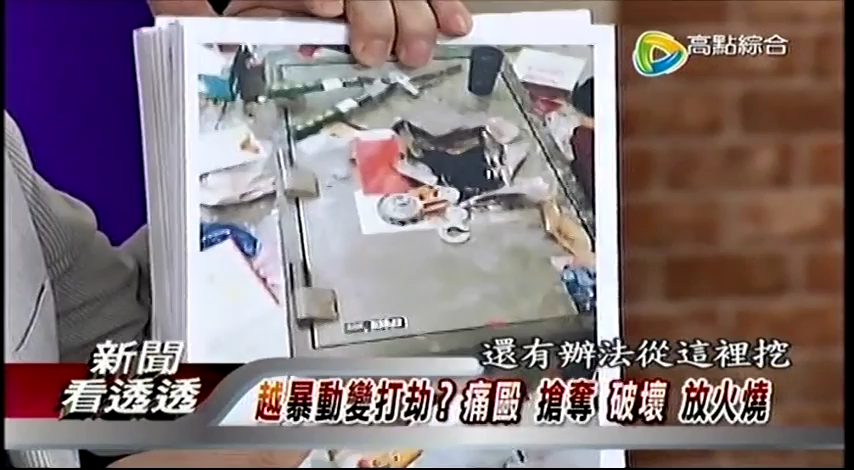 高點綜合
還有辦法從這裡挖
新聞
看透透
越暴動變打劫?痛毆 搶奪 破壞 放火燒